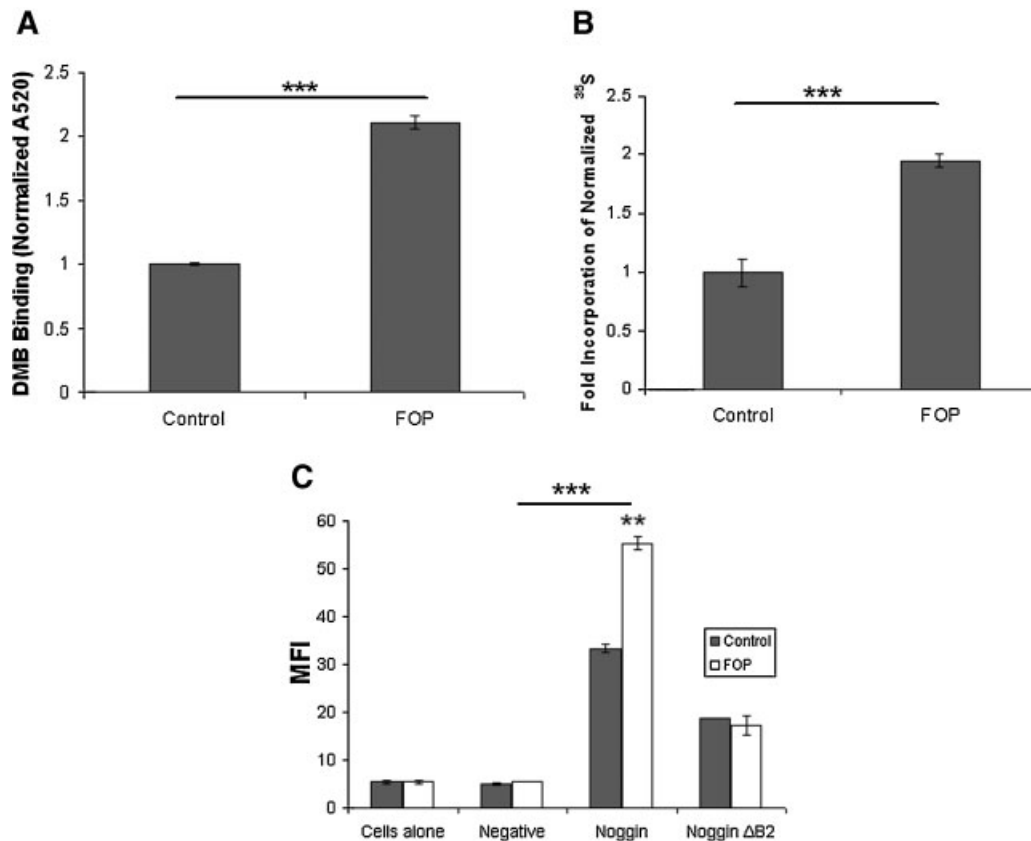 A
DMB Binding (Normalized A520)
2.5
2
1.5
1
0.5
0
***
Control
FOP
B
Fold Incorporation of Normalized ³⁵S
2.5
2
1.5
1
0.5
0
***
Control
FOP
C
MFI
60
50
40
30
20
10
0
***
**
Control
FOP
Cells alone
Negative
Noggin
Noggin ΔB2